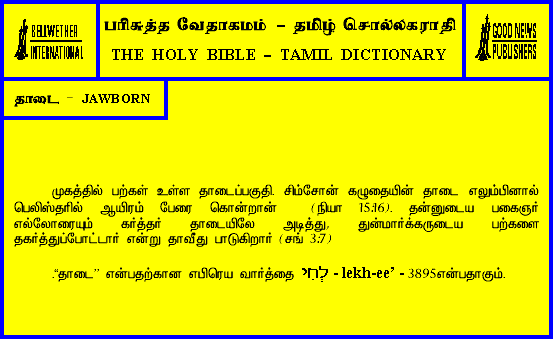 BELLWETHER
INTERNATIONAL
பரிசுத்த வேதாகமம் – தமிழ் சொல்லகராதி
THE HOLY BIBLE – TAMIL DICTIONARY
GOOD NEWS
PUBLISHERS
தாடை - JAWBORN
முகத்தில் பற்கள் உள்ள தாடைப்பகுதி. சிம்சோன் கழுதையின் தாடை எலும்பினால்
பெலிஸ்தரில் ஆயிரம் பேரை கொன்றான் (நியா 15:16). தன்னுடைய பகைஞர்
எல்லோரையும் கர்த்தர் தாடையிலே அடித்து, துன்மார்க்கருடைய பற்களை
தகர்த்துப்போட்டார் என்று தாவீது பாடுகிறார் (சங் 3:7)
.“தாடை” என்பதற்கான எபிரெய வார்த்தை לְחִי - lekh-ee’ - 3895என்பதாகும்.